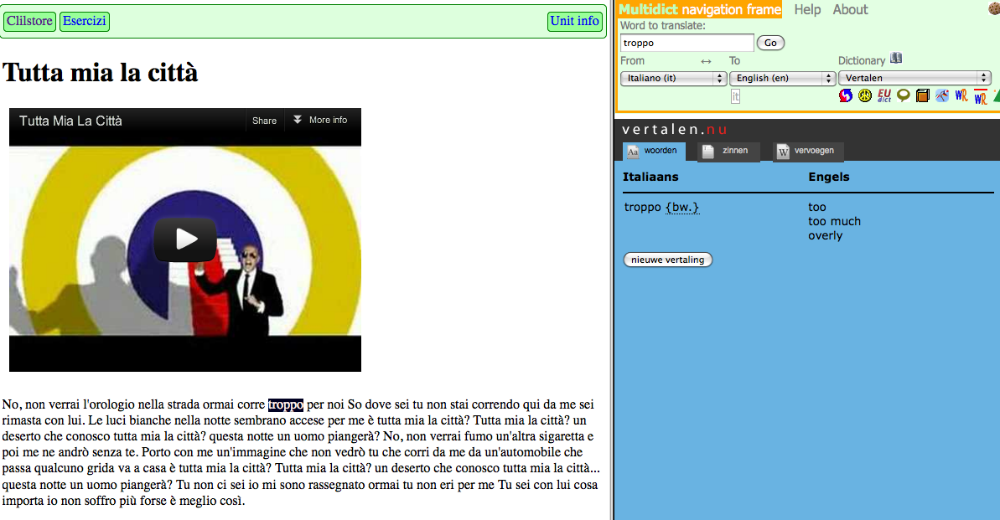 Clilstore Esercizi Unit info
Tutta mia la città
Tutta Mia La Città Share More info
No, non verrai l'orologio nella strada ormai corre troppo per noi So dove sei tu non stai correndo qui da me sei
rimasta con lui. Le luci bianche nella notte sembrano accese per me è tutta mia la città? Tutta mia la città? un
deserto che conosco tutta mia la città? questa notte un uomo piangerà? No, non verrai fumo un'altra sigaretta e
poi me ne andrò senza te. Porto con me un'immagine che non vedrò tu che corri da me da un'automobile che
passa qualcuno grida va a casa è tutta mia la città? Tutta mia la città? un deserto che conosco tutta mia la città...
questa notte un uomo piangerà? Tu non ci sei io mi sono rassegnato ormai tu non eri per me Tu sei con lui cosa
importa io non soffro più forse è meglio così.
Multidict navigation frame Help About
Word to translate:
troppo Go
From ↔ To Dictionary
Italiano (it) English (en) Vertalen
it
EU dict WR WR
vertalen.nu
Aa woorden zinnen W vervoegen
Italiaans Engels
troppo {bw.} too
too much
overly
nieuwe vertaling